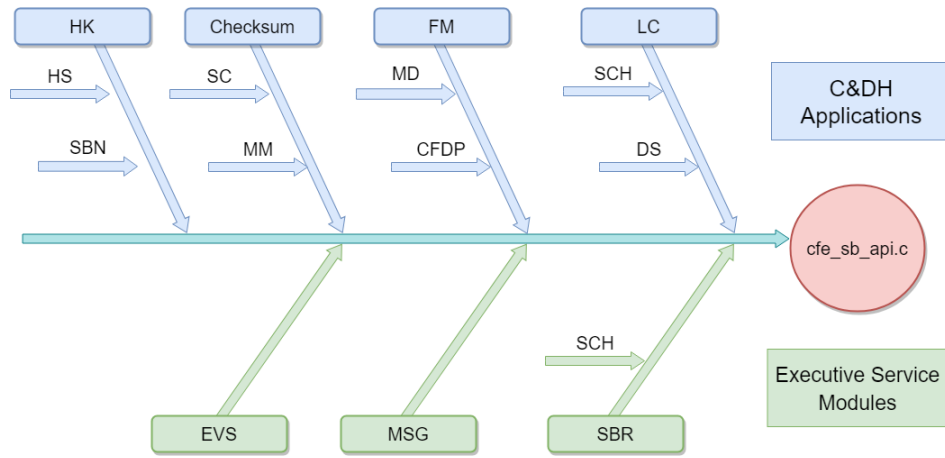 HK
Checksum
FM
LC
HS
SC
MD
SCH
C&DH
Applications
SBN
MM
CFDP
DS
cfe_sb_api.c
SCH
Executive Service
Modules
EVS
MSG
SBR